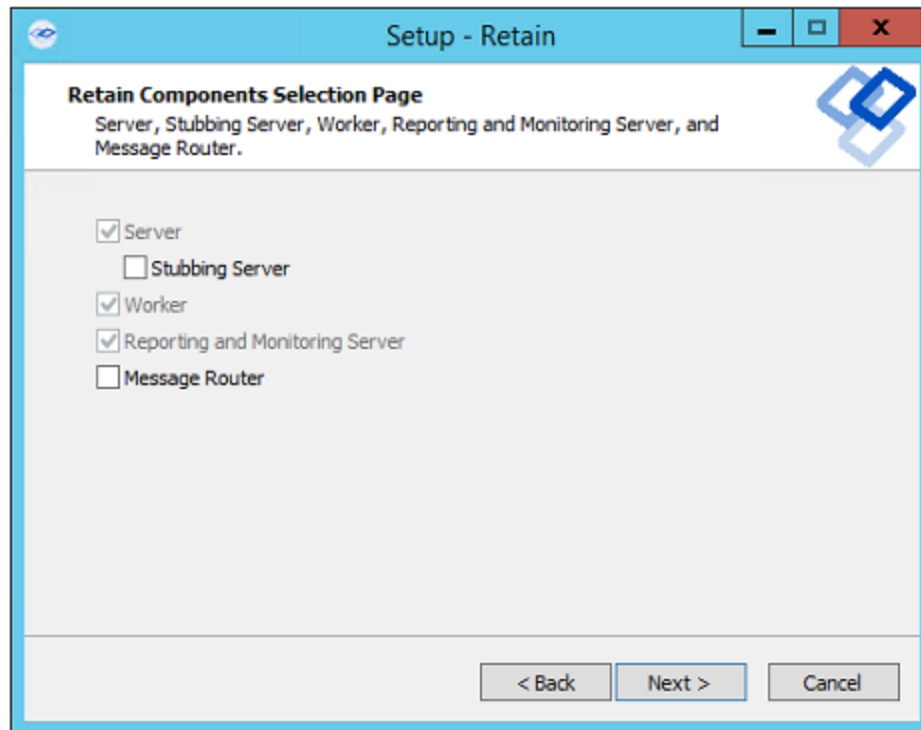 Setup - Retain
Retain Components Selection Page
Server, Stubbing Server, Worker, Reporting and Monitoring Server, and
Message Router.
Server
Stubbing Server
Worker
Reporting and Monitoring Server
Message Router
< Back Next > Cancel